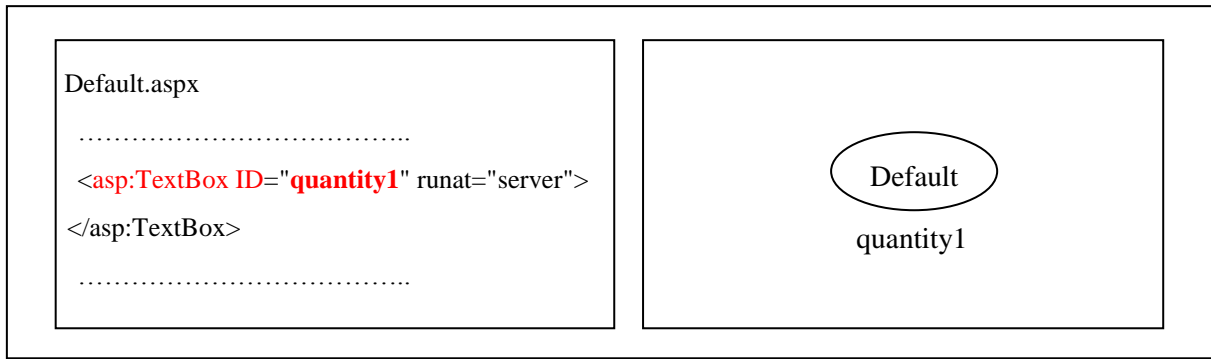 Default.aspx
………………………………..
<asp:TextBox ID="quantity1" runat="server">
</asp:TextBox>
………………………………..
Default
quantity1